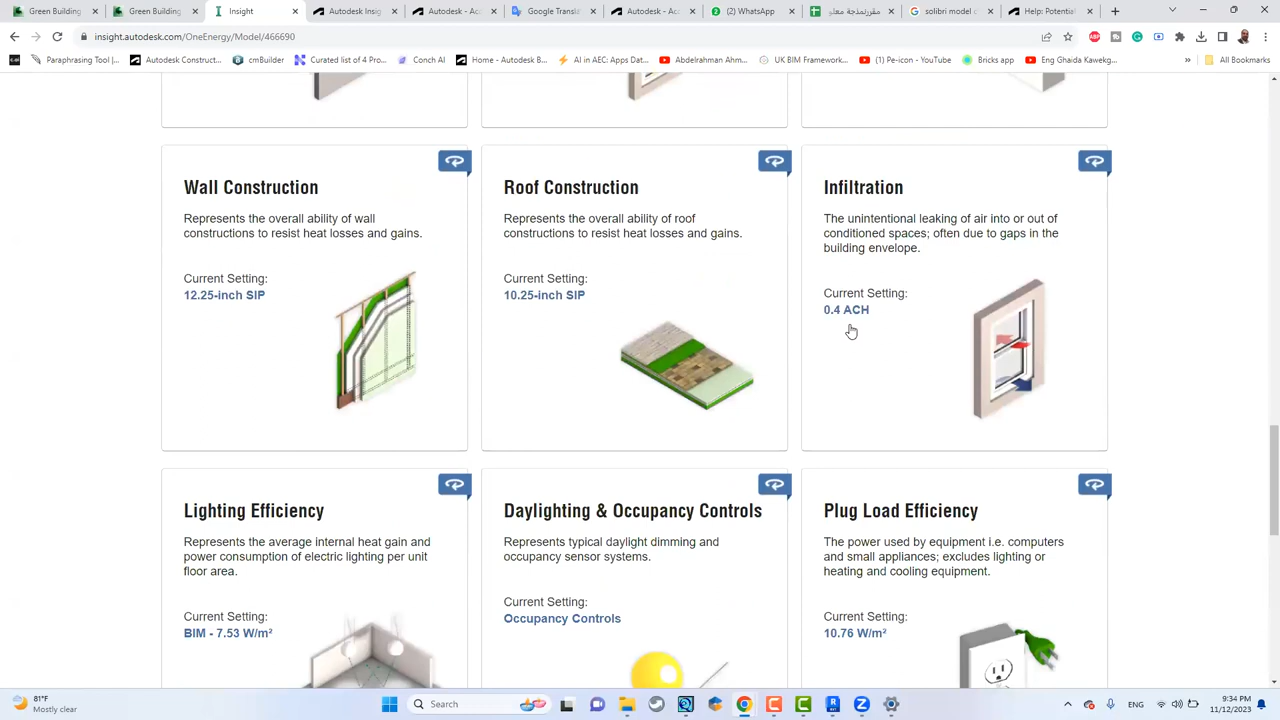 Green Building
Green Building
Insight
Autodesk Insig
Autodesk - Ac
Google Transl
Autodesk - Ac
(2) WhatsApp
مقررنمذجة معلو
solibri model c
Help: Potential
insight.autodesk.com/OneEnergy/Model/466690
Paraphrasing Tool |...
Autodesk Construct...
cmBuilder
Curated list of 4 Pro...
Conch AI
Home - Autodesk B...
AI in AEC: Apps Dat...
Abdelrahman Ahm...
UK BIM Framework...
(1) Pe-icon - YouTube
Bricks app
Eng Ghaida Kawekg...
»
All Bookmarks
Wall Construction
Represents the overall ability of wall
constructions to resist heat losses and gains.
Current Setting:
12.25-inch SIP
Roof Construction
Represents the overall ability of roof
constructions to resist heat losses and gains.
Current Setting:
10.25-inch SIP
Infiltration
The unintentional leaking of air into or out of
conditioned spaces; often due to gaps in the
building envelope.
Current Setting:
0.4 ACH
Lighting Efficiency
Represents the average internal heat gain and
power consumption of electric lighting per unit
floor area.
Current Setting:
BIM - 7.53 W/m²
Daylighting & Occupancy Controls
Represents typical daylight dimming and
occupancy sensor systems.
Current Setting:
Occupancy Controls
Plug Load Efficiency
The power used by equipment i.e. computers
and small appliances; excludes lighting or
heating and cooling equipment.
Current Setting:
10.76 W/m²
81°F
Mostly clear
Search
ENG
9:34 PM
11/12/2023